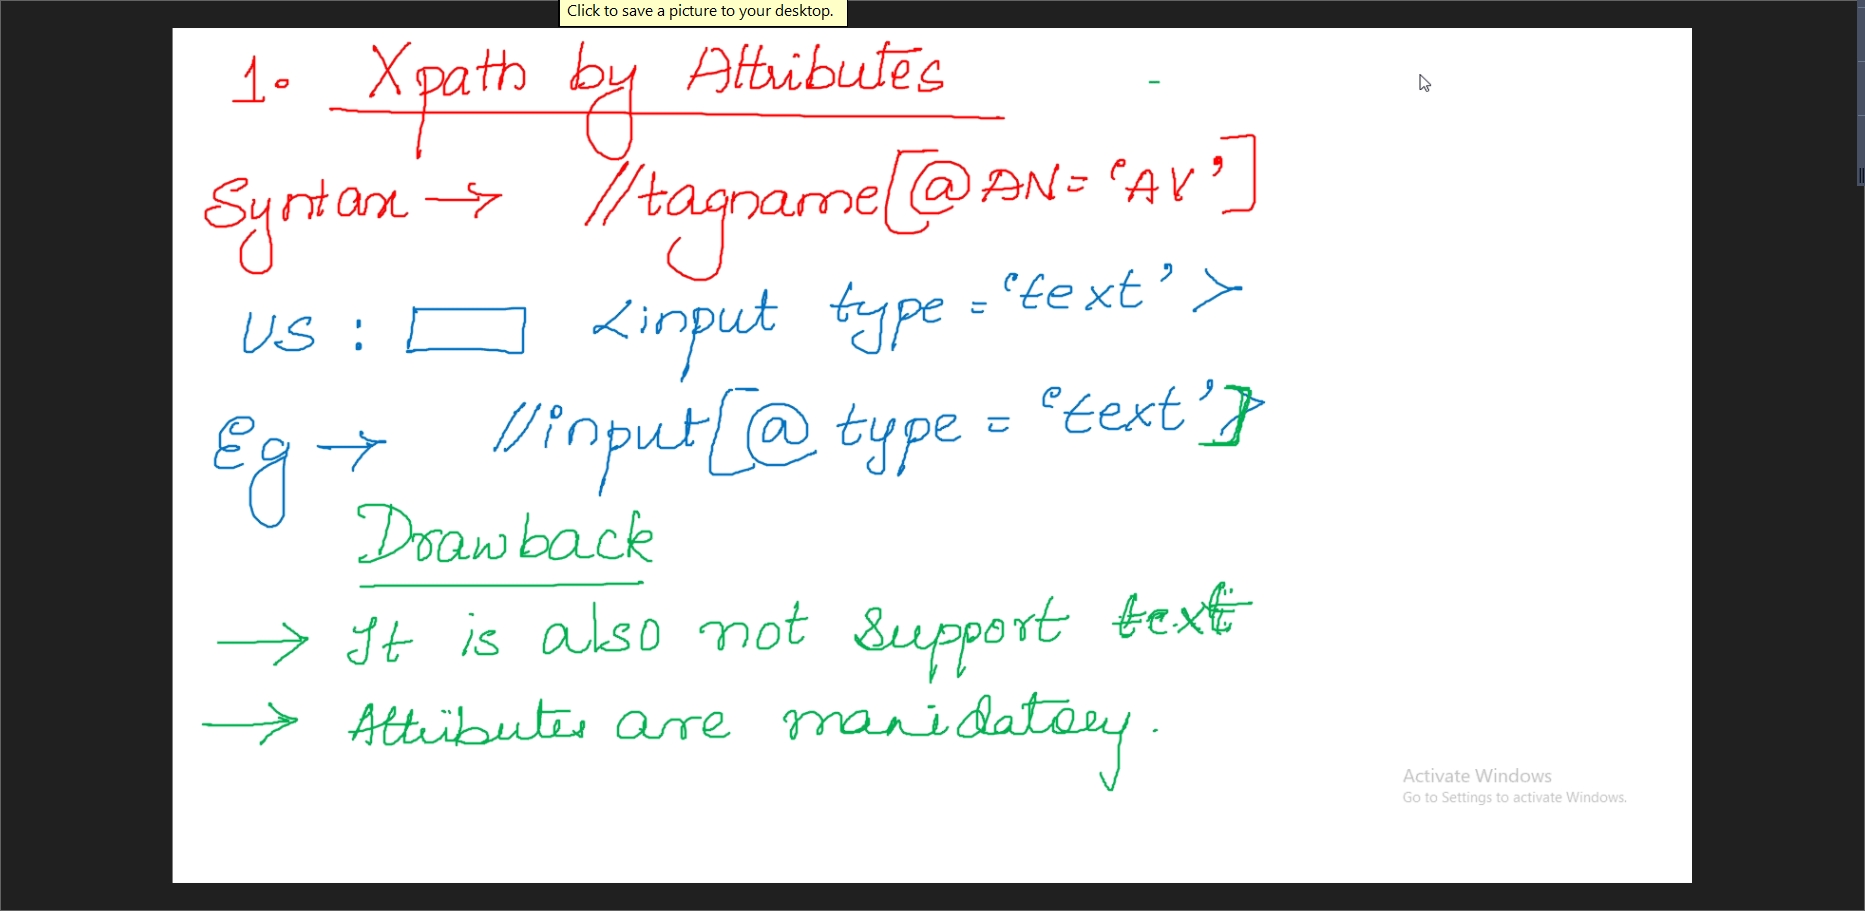 Click to save a picture to your desktop.
1. Xpath by Attributes
Syntax → //tagname[@AN='AV']
US : <input type='text'>
Eg → //input[@type='text']
Drawback
→ It is also not support text
→ Attributes are manidatory.
Activate Windows
Go to Settings to activate Windows.